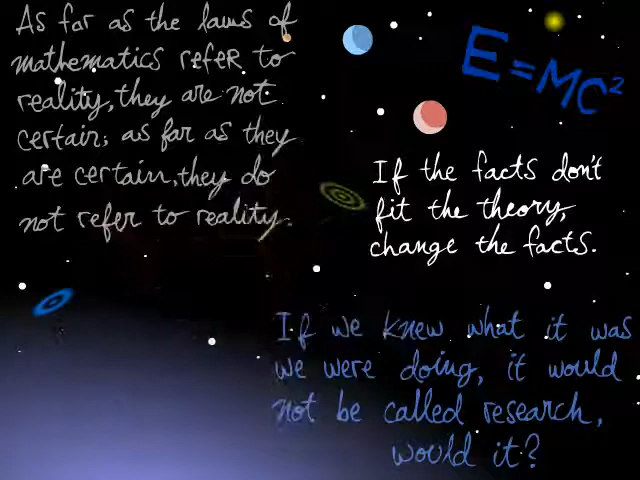 As far as the laws of
mathematics refer to
reality, they are not
certain; as far as they
are certain, they do
not refer to reality.
E=MC²
If the facts don't
fit the theory,
change the facts.
If we knew what it was
we were doing, it would
not be called research,
would it?